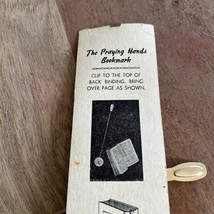 The Praying Hands
Bookmark
CLIP TO THE TOP OF
BACK BINDING. BRING
OVER PAGE AS SHOWN.